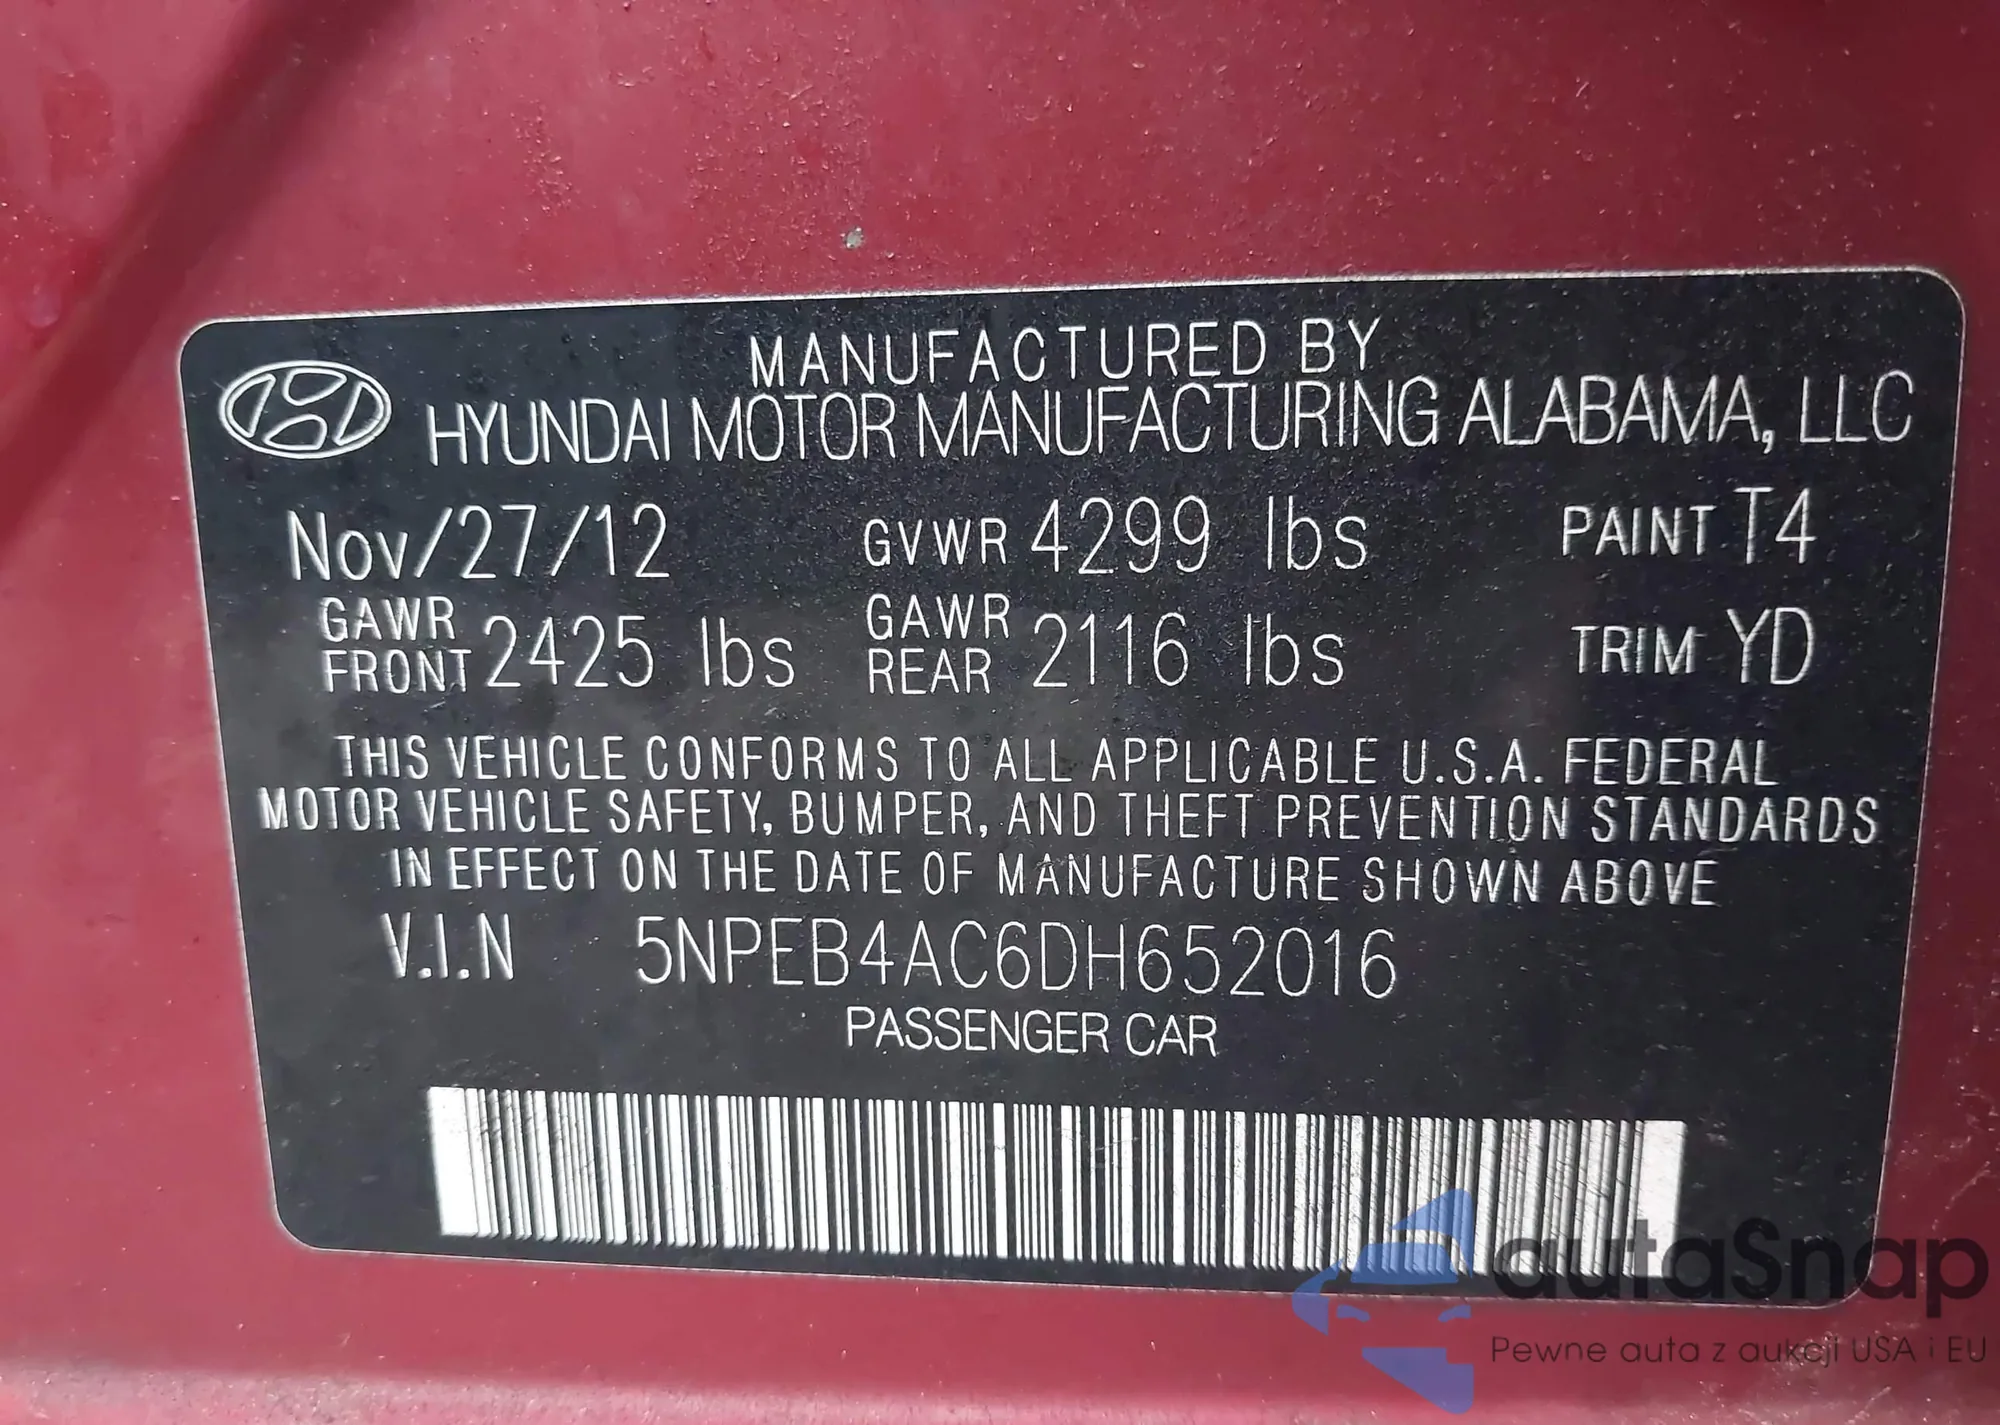 MANUFACTURED BY
HYUNDAI MOTOR MANUFACTURING ALABAMA, LLC
Nov/27/12 GVWR 4299 lbs PAINT T4
GAWR FRONT 2425 lbs GAWR REAR 2116 lbs TRIM YD
THIS VEHICLE CONFORMS TO ALL APPLICABLE U.S.A. FEDERAL
MOTOR VEHICLE SAFETY, BUMPER, AND THEFT PREVENTION STANDARDS
IN EFFECT ON THE DATE OF MANUFACTURE SHOWN ABOVE
V.I.N 5NPEB4AC6DH652016
PASSENGER CAR
autaSnap
Pewne auta z aukcji USA i EU